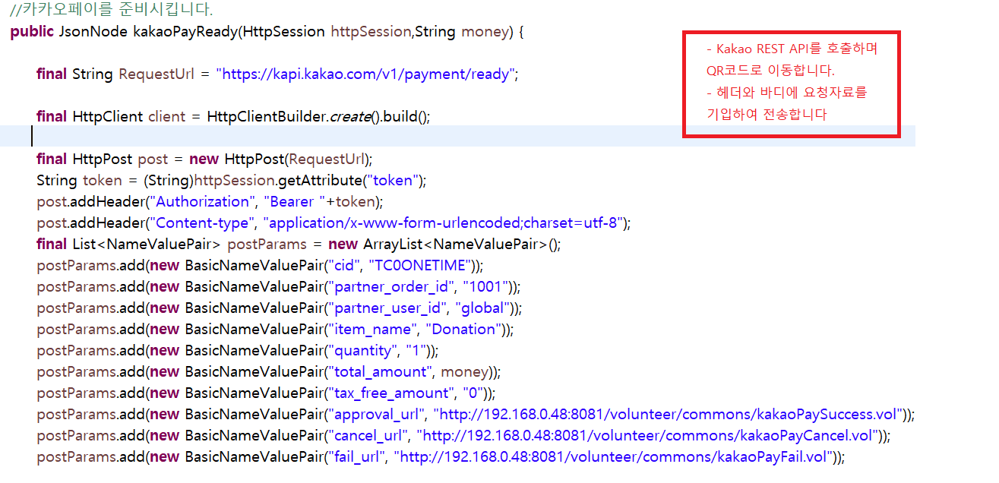 //카카오페이를 준비시킵니다.
public JsonNode kakaoPayReady(HttpSession httpSession,String money) {
final String RequestUrl = "https://kapi.kakao.com/v1/payment/ready";
final HttpClient client = HttpClientBuilder.create().build();
final HttpPost post = new HttpPost(RequestUrl);
String token = (String)httpSession.getAttribute("token");
post.addHeader("Authorization", "Bearer "+token);
post.addHeader("Content-type", "application/x-www-form-urlencoded;charset=utf-8");
final List<NameValuePair> postParams = new ArrayList<NameValuePair>();
postParams.add(new BasicNameValuePair("cid", "TC0ONETIME"));
postParams.add(new BasicNameValuePair("partner_order_id", "1001"));
postParams.add(new BasicNameValuePair("partner_user_id", "global"));
postParams.add(new BasicNameValuePair("item_name", "Donation"));
postParams.add(new BasicNameValuePair("quantity", "1"));
postParams.add(new BasicNameValuePair("total_amount", money));
postParams.add(new BasicNameValuePair("tax_free_amount", "0"));
postParams.add(new BasicNameValuePair("approval_url", "http://192.168.0.48:8081/volunteer/commons/kakaoPaySuccess.vol"));
postParams.add(new BasicNameValuePair("cancel_url", "http://192.168.0.48:8081/volunteer/commons/kakaoPayCancel.vol"));
postParams.add(new BasicNameValuePair("fail_url", "http://192.168.0.48:8081/volunteer/commons/kakaoPayFail.vol"));
- Kakao REST API를 호출하며
QR코드로 이동합니다.
- 헤더와 바디에 요청자료를
기입하여 전송합니다